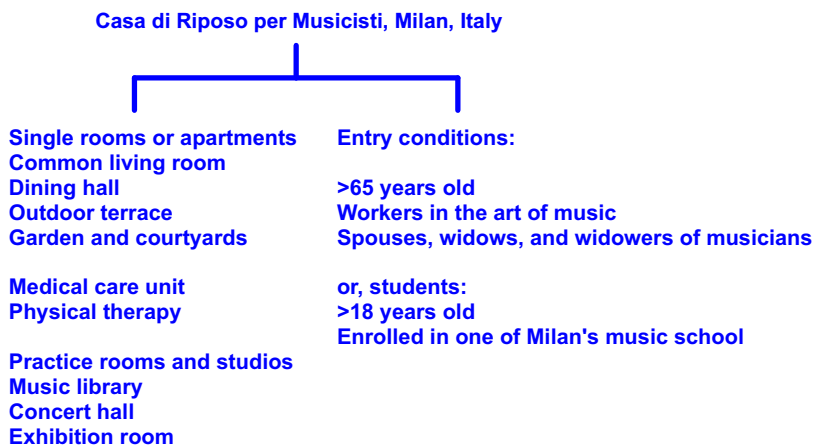 Casa di Riposo per Musicisti, Milan, Italy
Single rooms or apartments
Common living room
Dining hall
Outdoor terrace
Garden and courtyards
Medical care unit
Physical therapy
Practice rooms and studios
Music library
Concert hall
Exhibition room
Entry conditions:
>65 years old
Workers in the art of music
Spouses, widows, and widowers of musicians
or, students:
>18 years old
Enrolled in one of Milan's music school